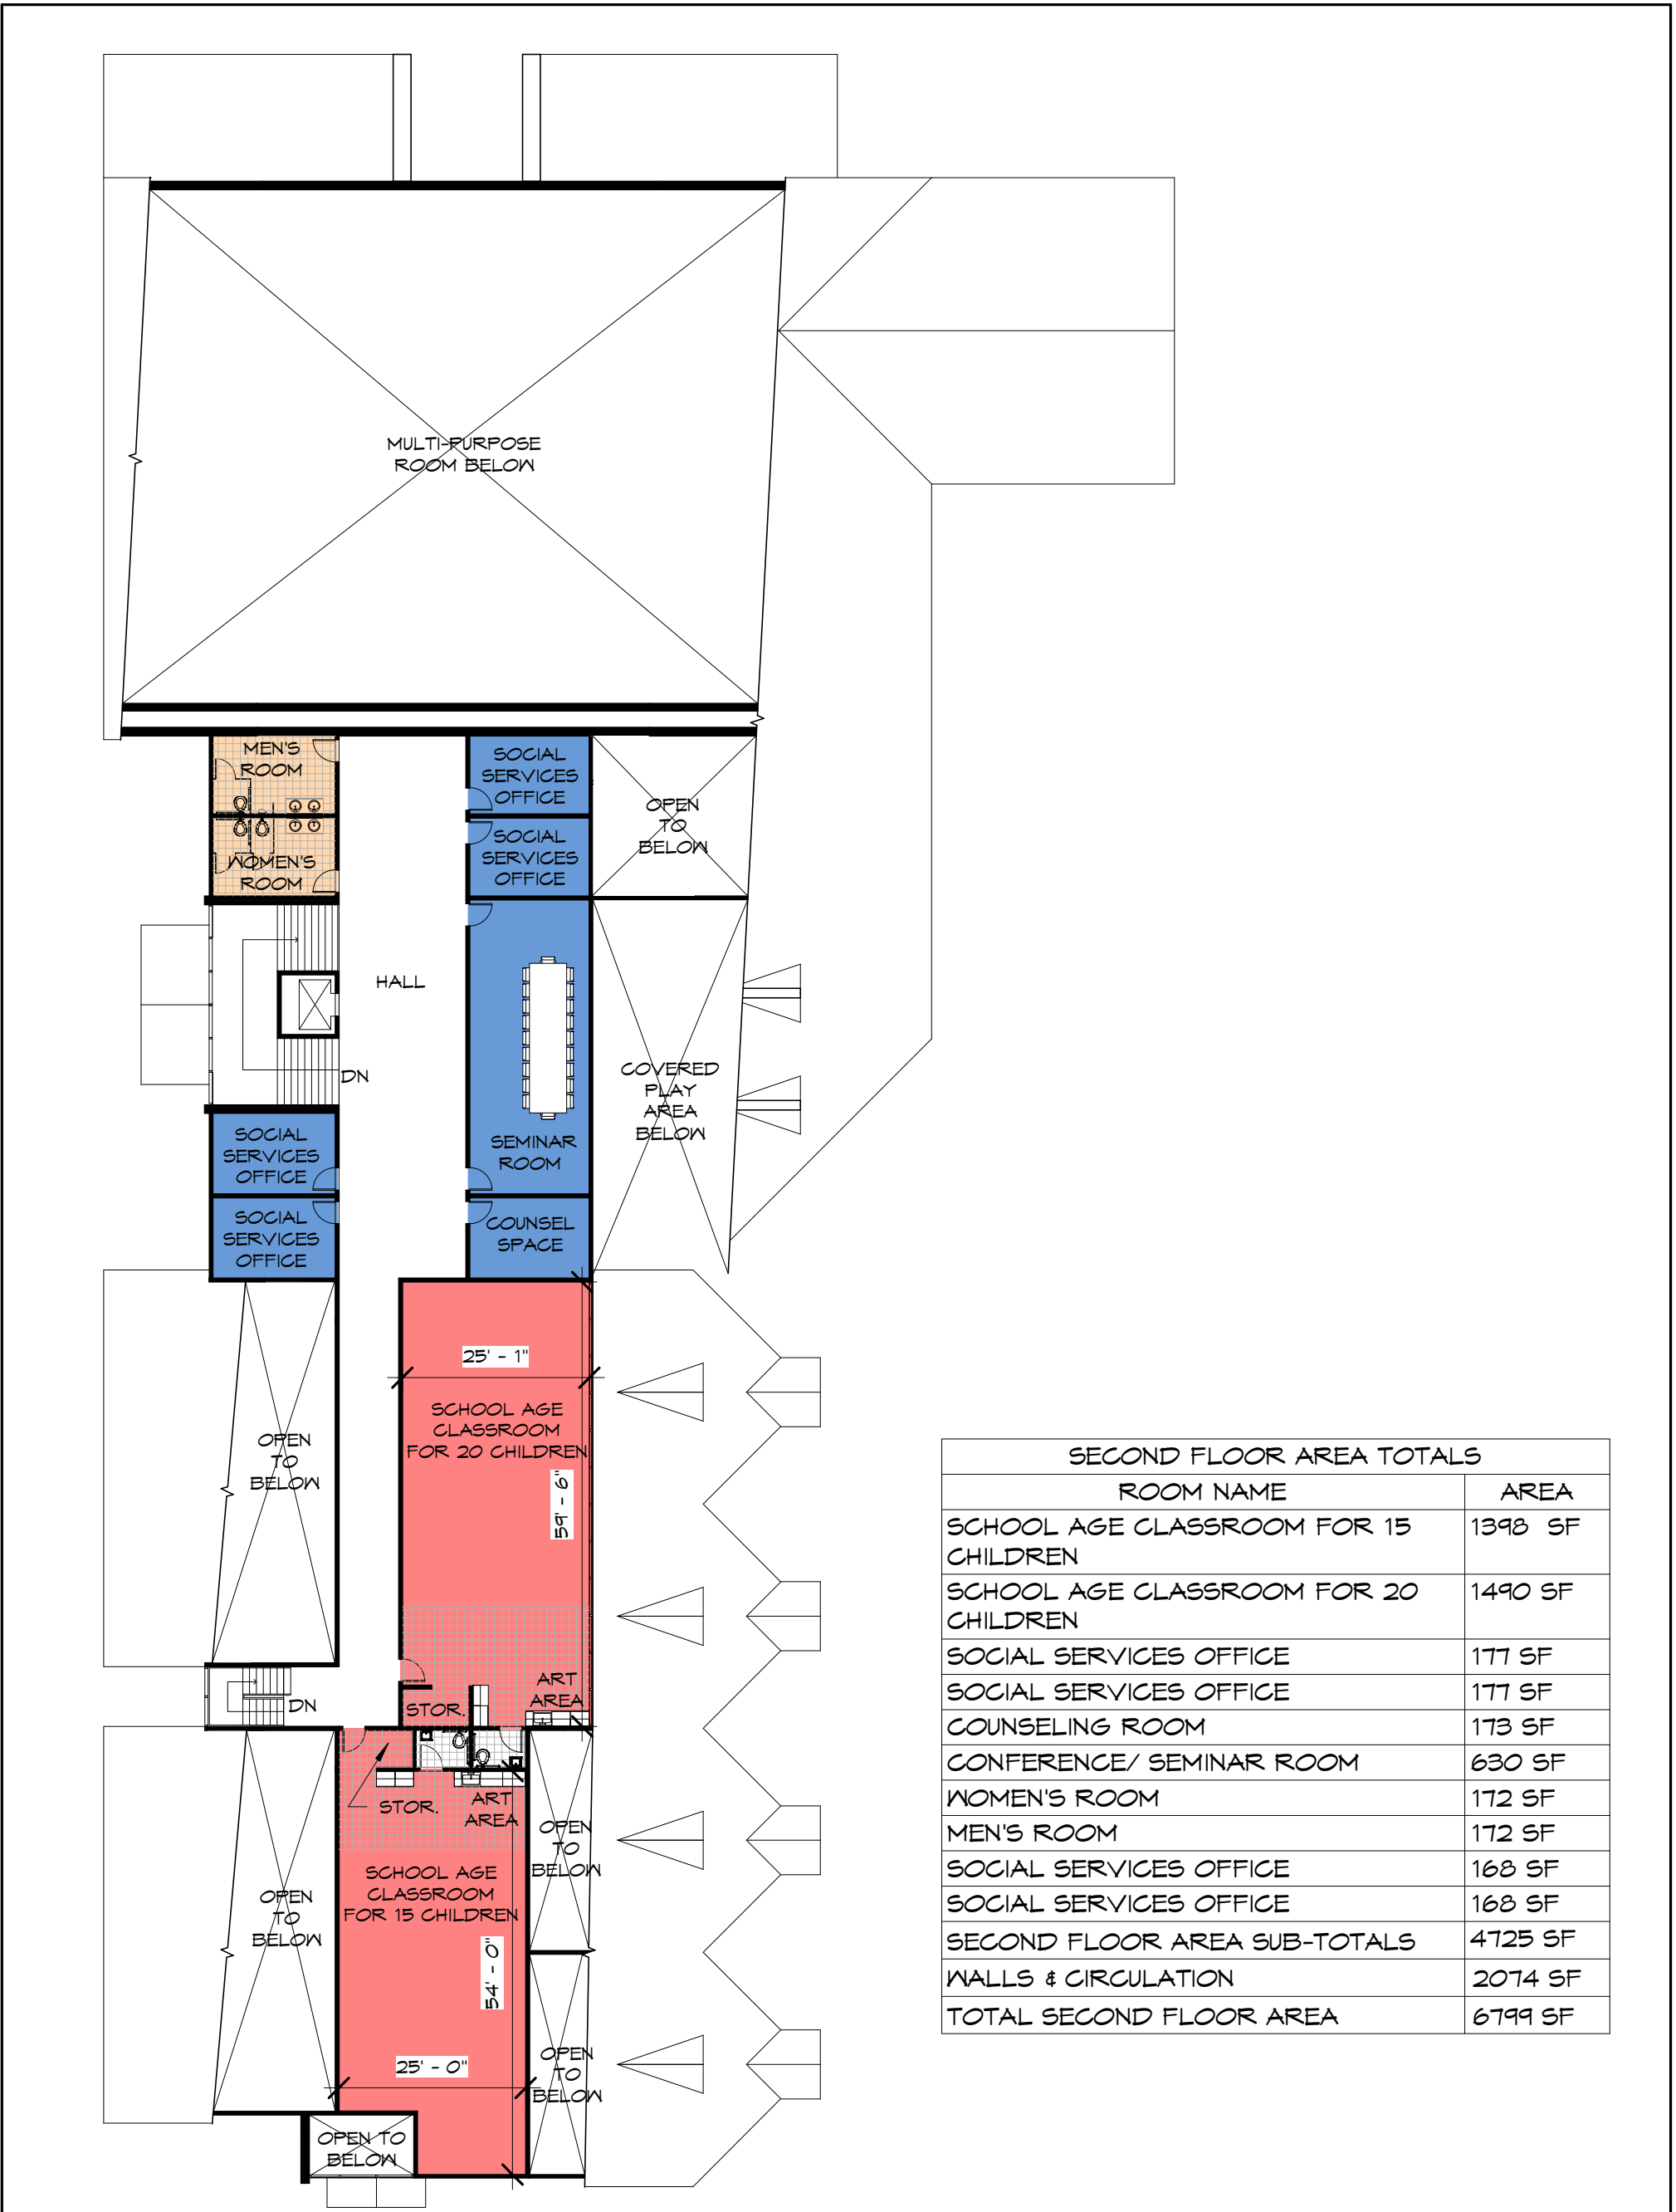 MULTI-PURPOSE
ROOM BELOW
MEN'S
ROOM
WOMEN'S
ROOM
SOCIAL
SERVICES
OFFICE
SOCIAL
SERVICES
OFFICE
OPEN
TO
BELOW
HALL
DN
SEMINAR
ROOM
COVERED
PLAY
AREA
BELOW
SOCIAL
SERVICES
OFFICE
SOCIAL
SERVICES
OFFICE
COUNSEL
SPACE
25' - 1"
SCHOOL AGE
CLASSROOM
FOR 20 CHILDREN
59' - 6"
OPEN
TO
BELOW
ART
AREA
STOR.
DN
STOR.
ART
AREA
OPEN
TO
BELOW
SCHOOL AGE
CLASSROOM
FOR 15 CHILDREN
OPEN
TO
BELOW
54' - 0"
25' - 0"
OPEN
TO
BELOW
OPEN TO
BELOW
SECOND FLOOR AREA TOTALS
ROOM NAME AREA
SCHOOL AGE CLASSROOM FOR 15 1398 SF
CHILDREN
SCHOOL AGE CLASSROOM FOR 20 1490 SF
CHILDREN
SOCIAL SERVICES OFFICE 177 SF
SOCIAL SERVICES OFFICE 177 SF
COUNSELING ROOM 173 SF
CONFERENCE/ SEMINAR ROOM 630 SF
WOMEN'S ROOM 172 SF
MEN'S ROOM 172 SF
SOCIAL SERVICES OFFICE 168 SF
SOCIAL SERVICES OFFICE 168 SF
SECOND FLOOR AREA SUB-TOTALS 4725 SF
WALLS & CIRCULATION 2074 SF
TOTAL SECOND FLOOR AREA 6799 SF